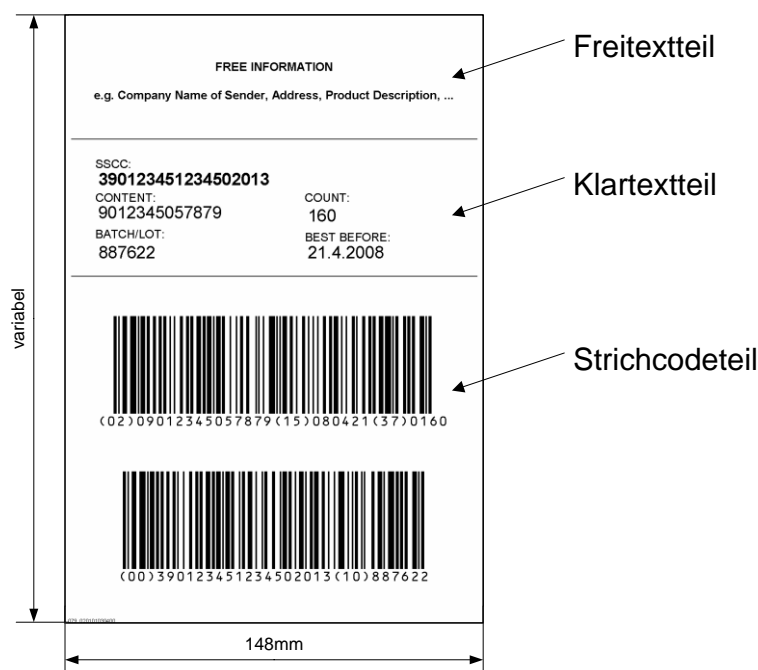 FREE INFORMATION
e.g. Company Name of Sender, Address, Product Description, ...
Freitextteil
SSCC:
390123451234502013
CONTENT:
9012345057879
COUNT:
160
BATCH/LOT:
887622
BEST BEFORE:
21.4.2008
Klartextteil
variabel
Strichcodeteil
(02)09012345057879(15)080421(37)0160
(00)390123451234502013(10)887622
148mm